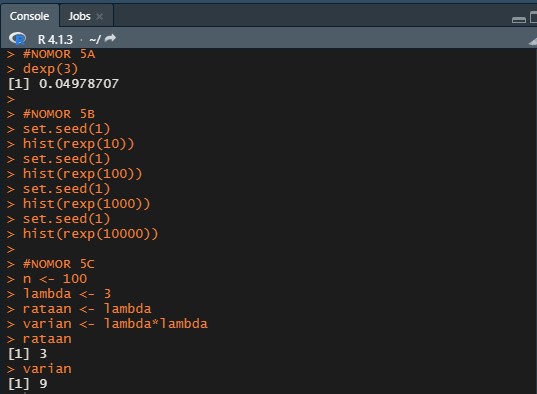 Console Jobs ×
R 4.1.3 · ~/
> #NOMOR 5A
> dexp(3)
[1] 0.04978707
>
> #NOMOR 5B
> set.seed(1)
> hist(rexp(10))
> set.seed(1)
> hist(rexp(100))
> set.seed(1)
> hist(rexp(1000))
> set.seed(1)
> hist(rexp(10000))
>
> #NOMOR 5C
> n <- 100
> lambda <- 3
> rataan <- lambda
> varian <- lambda*lambda
> rataan
[1] 3
> varian
[1] 9